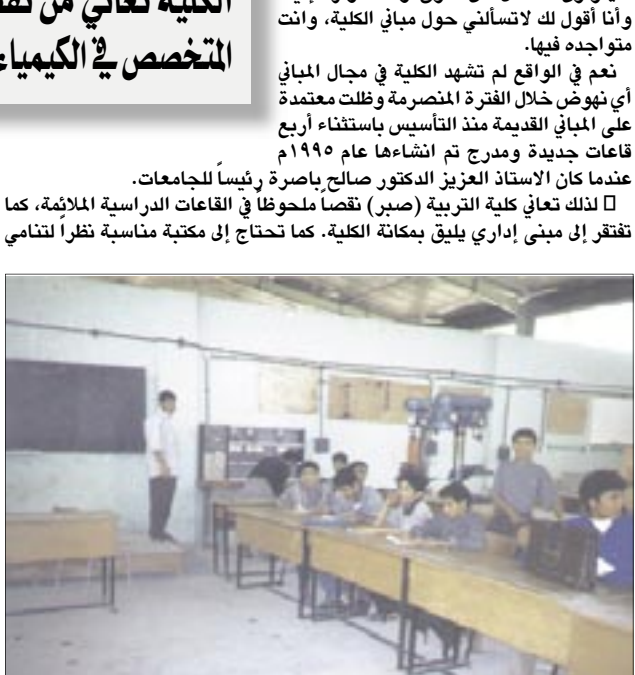 وأنا أقول لك لاتسألني حول مباني الكلية، وانت
متواجده فيها.
نعم في الواقع لم تشهد الكلية في مجال المباني
أي نهوض خلال الفترة المنصرمة وظلت معتمدة
على المباني القديمة منذ التأسيس باستثناء أربع
قاعات جديدة ومدرج تم انشاءها عام ١٩٩٥م
عندما كان الاستاذ العزيز الدكتور صالح باصرة رئيساً للجامعات.
لذلك تعاني كلية التربية (صبر) نقصاً ملحوظاً في القاعات الدراسية الملائمة، كما
تفتقر إلى مبنى إداري يليق بمكانة الكلية. كما تحتاج إلى مكتبة مناسبة نظراً لتنامي
الكلية تعاني من
المتخصص في الكيمياء